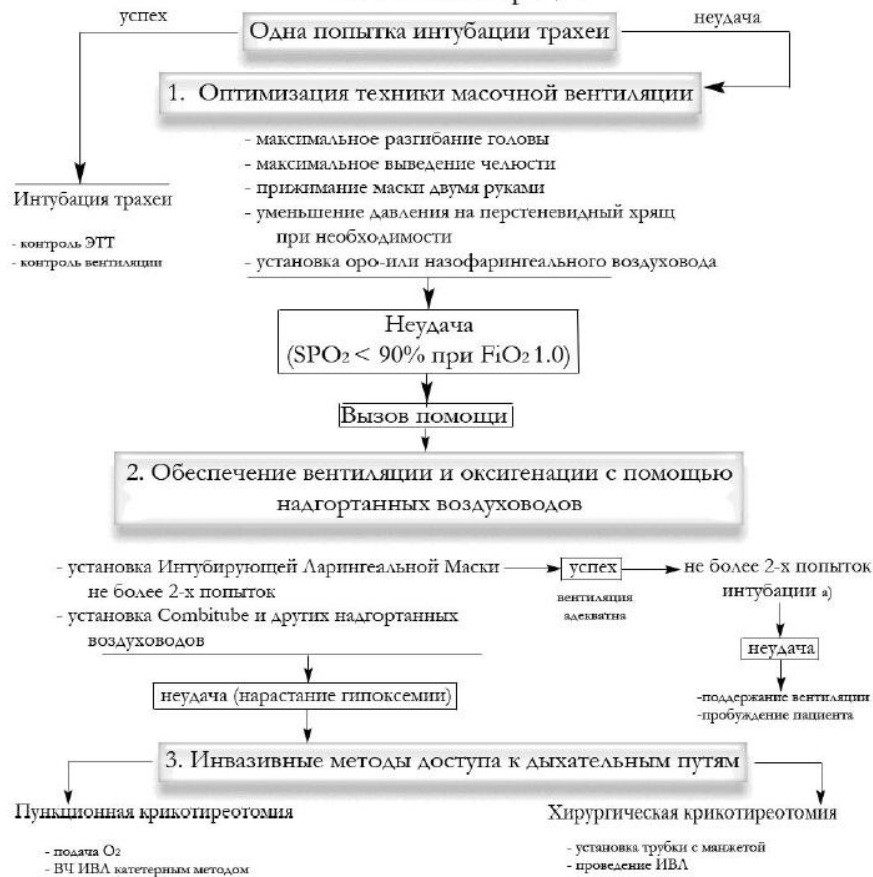 успех
неудача
Одна попытка интубации трахеи
1. Оптимизация техники масочной вентиляции
- максимальное разгибание головы
- максимальное выведение челюсти
- прижимание маски двумя руками
- уменьшение давления на перстеневидный хрящ
при необходимости
- установка оро-или назофарингеального воздуховода
Интубация трахеи
- контроль ЭТТ
- контроль вентиляции
Неудача
(SPO2 < 90% при FiO2 1.0)
Вызов помощи
2. Обеспечение вентиляции и оксигенации с помощью
надгортанных воздуховодов
- установка Интубирующей Ларингеальной Маски
не более 2-х попыток
- установка Combitube и других надгортанных
воздуховодов
успех
вентиляция
адекватна
не более 2-х попыток
интубации а)
неудача
-поддержание вентиляции
-пробуждение пациента
неудача (нарастание гипоксемии)
3. Инвазивные методы доступа к дыхательным путям
Пункционная крикотиреотомия
- подача О2
- ВЧ ИВЛ катетерным методом
Хирургическая крикотиреотомия
- установка трубки с манжетой
- проведение ИВЛ